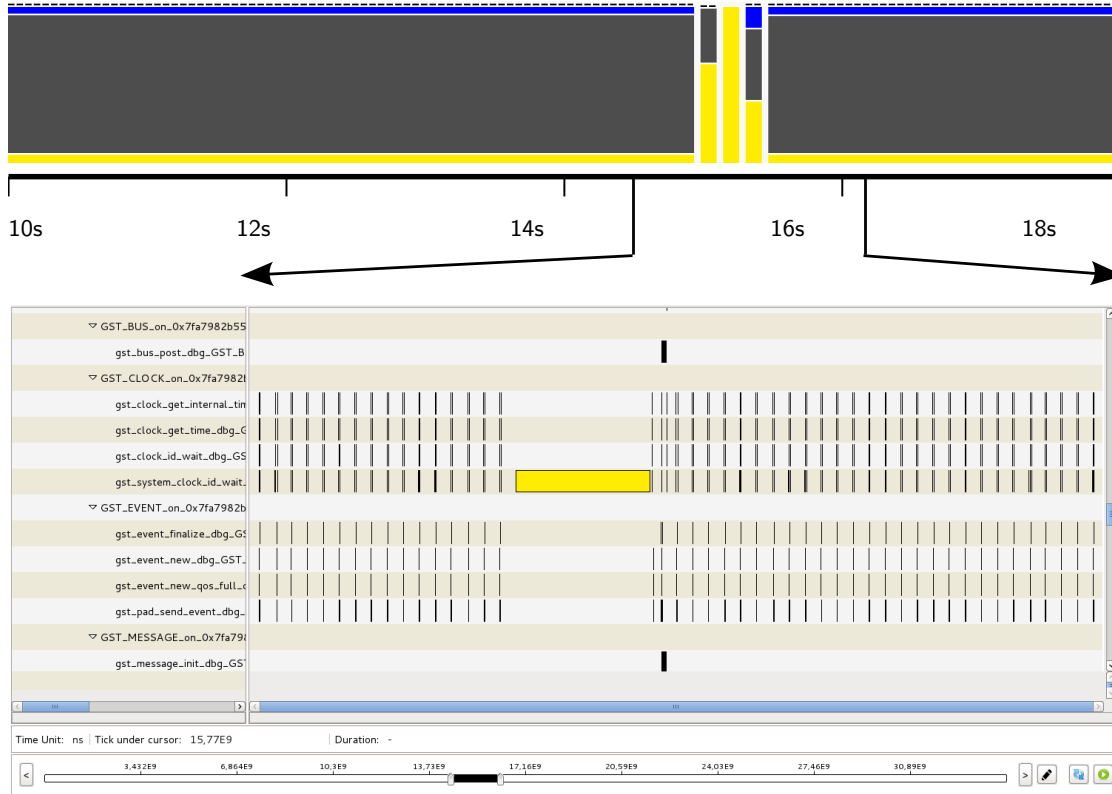 10s 12s 14s 16s 18s
▽ GST_BUS_on_0x7fa7982b55
gst_bus_post_dbg_GST_B
▽ GST_CLOCK_on_0x7fa7982
gst_clock_get_internal_tim
gst_clock_get_time_dbg_G
gst_clock_id_wait_dbg_GS
gst_system_clock_id_wait_
▽ GST_EVENT_on_0x7fa7982b
gst_event_finalize_dbg_GS
gst_event_new_dbg_GST_
gst_event_new_qos_full_d
gst_pad_send_event_dbg_
▽ GST_MESSAGE_on_0x7fa798
gst_message_init_dbg_GST
Time Unit: ns Tick under cursor: 15,77E9 Duration: -
3,432E9 6,864E9 10,3E9 13,73E9 17,16E9 20,59E9 24,03E9 27,46E9 30,89E9